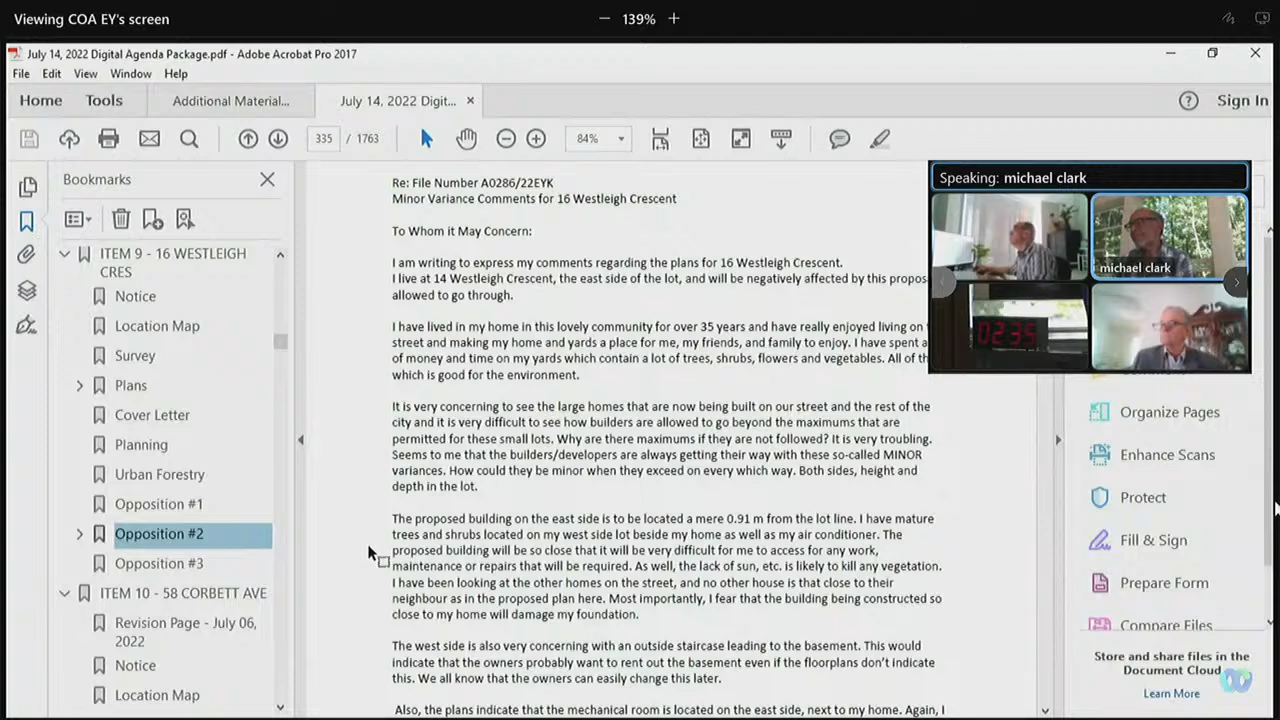 Viewing COA EY's screen
139%
July 14, 2022 Digital Agenda Package.pdf - Adobe Acrobat Pro 2017
File Edit View Window Help
Home Tools Additional Material... July 14, 2022 Digit... Sign In
335 / 1763 84%
Bookmarks
ITEM 9 - 16 WESTLEIGH
CRES
Notice
Location Map
Survey
Plans
Cover Letter
Planning
Urban Forestry
Opposition #1
Opposition #2
Opposition #3
ITEM 10 - 58 CORBETT AVE
Revision Page - July 06,
2022
Notice
Location Map
Re: File Number A0286/22EYK
Minor Variance Comments for 16 Westleigh Crescent
To Whom it May Concern:
I am writing to express my comments regarding the plans for 16 Westleigh Crescent.
I live at 14 Westleigh Crescent, the east side of the lot, and will be negatively affected by this propos
allowed to go through.
I have lived in my home in this lovely community for over 35 years and have really enjoyed living on
street and making my home and yards a place for me, my friends, and family to enjoy. I have spent a
of money and time on my yards which contain a lot of trees, shrubs, flowers and vegetables. All of th
which is good for the environment.
It is very concerning to see the large homes that are now being built on our street and the rest of the
city and it is very difficult to see how builders are allowed to go beyond the maximums that are
permitted for these small lots. Why are there maximums if they are not followed? It is very troubling.
Seems to me that the builders/developers are always getting their way with these so-called MINOR
variances. How could they be minor when they exceed on every which way. Both sides, height and
depth in the lot.
The proposed building on the east side is to be located a mere 0.91 m from the lot line. I have mature
trees and shrubs located on my west side lot beside my home as well as my air conditioner. The
proposed building will be so close that it will be very difficult for me to access for any work,
maintenance or repairs that will be required. As well, the lack of sun, etc. is likely to kill any vegetation.
I have been looking at the other homes on the street, and no other house is that close to their
neighbour as in the proposed plan here. Most importantly, I fear that the building being constructed so
close to my home will damage my foundation.
The west side is also very concerning with an outside staircase leading to the basement. This would
indicate that the owners probably want to rent out the basement even if the floorplans don't indicate
this. We all know that the owners can easily change this later.
Also, the plans indicate that the mechanical room is located on the east side, next to my home. Again, I
Speaking: michael clark
michael clark
02:35
Organize Pages
Enhance Scans
Protect
Fill & Sign
Prepare Form
Compare Files
Store and share files in the
Document Cloud
Learn More